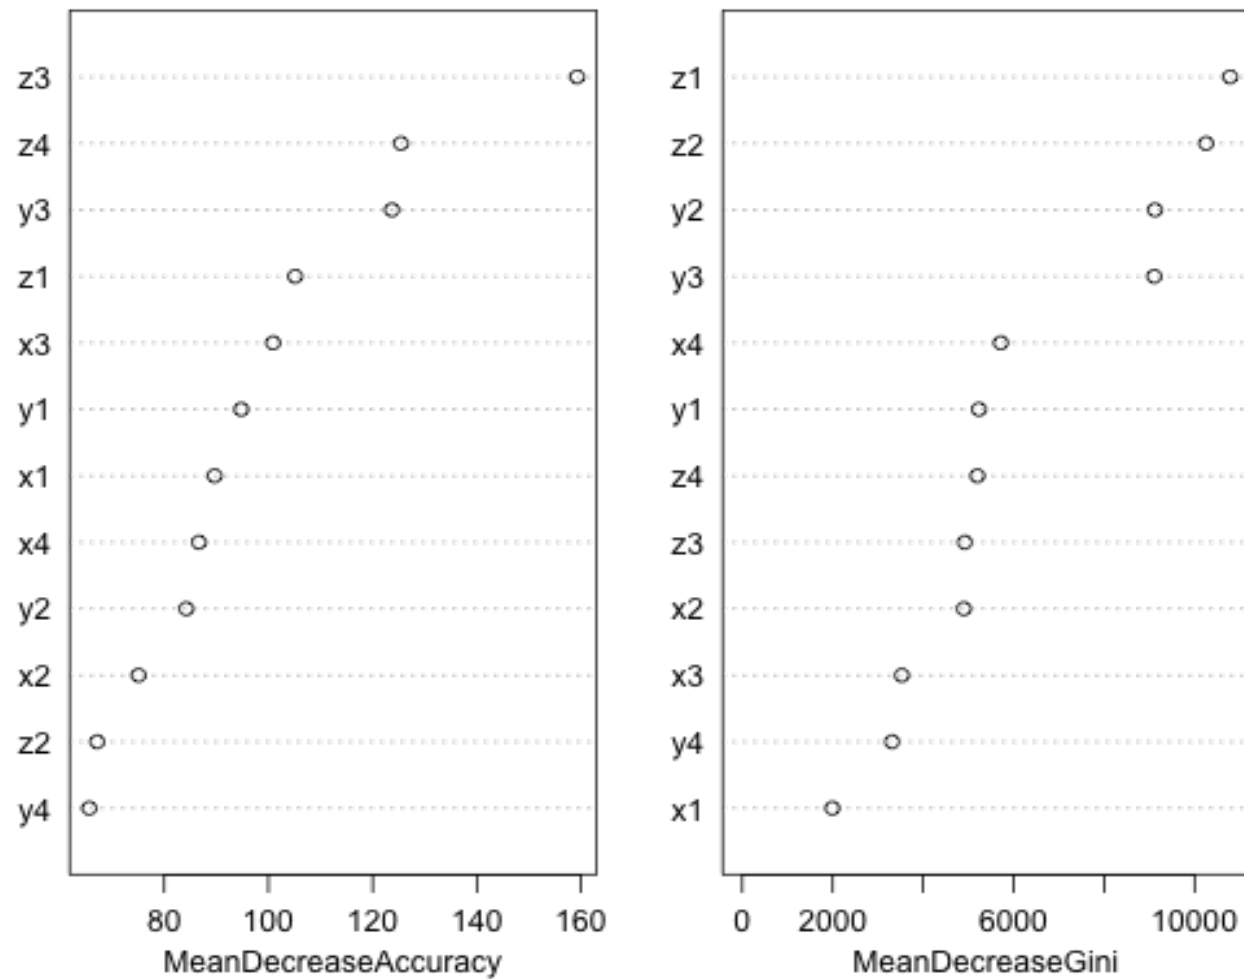 z3
z4
y3
z1
x3
y1
x1
x4
y2
x2
z2
y4
80 100 120 140 160
MeanDecreaseAccuracy
z1
z2
y2
y3
x4
y1
z4
z3
x2
x3
y4
x1
0 2000 6000 10000
MeanDecreaseGini